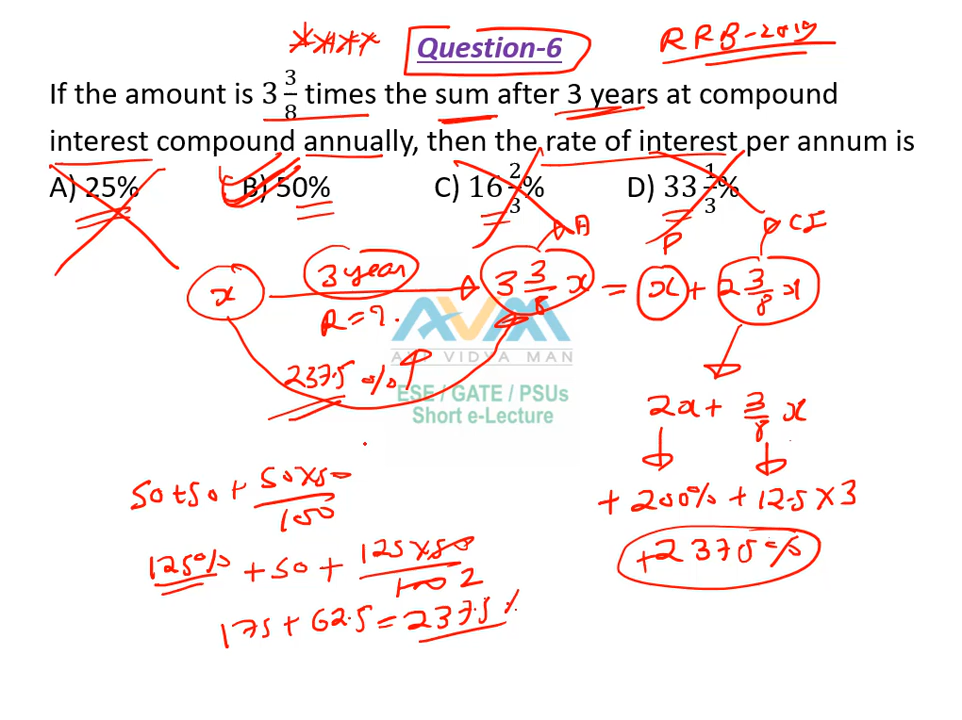 **** Question-6 RRB-2019
If the amount is 3 3/8 times the sum after 3 years at compound
interest compound annually, then the rate of interest per annum is
A) 25% B) 50% C) 16 2/3% D) 33 1/3%
A P CI
x 3 year 3 3/8 x = x + 2 3/8 x
R = ?
AVM
VIDYA MAN
237.5 %↑
ESE / GATE / PSUs
Short e-Lecture
2x + 3/8 x
50+50+ 50×50/100
+ 200% + 12.5×3
+237.5%
125% + 50 + 125×50/100 2
175 + 62.5 = 237.5 %